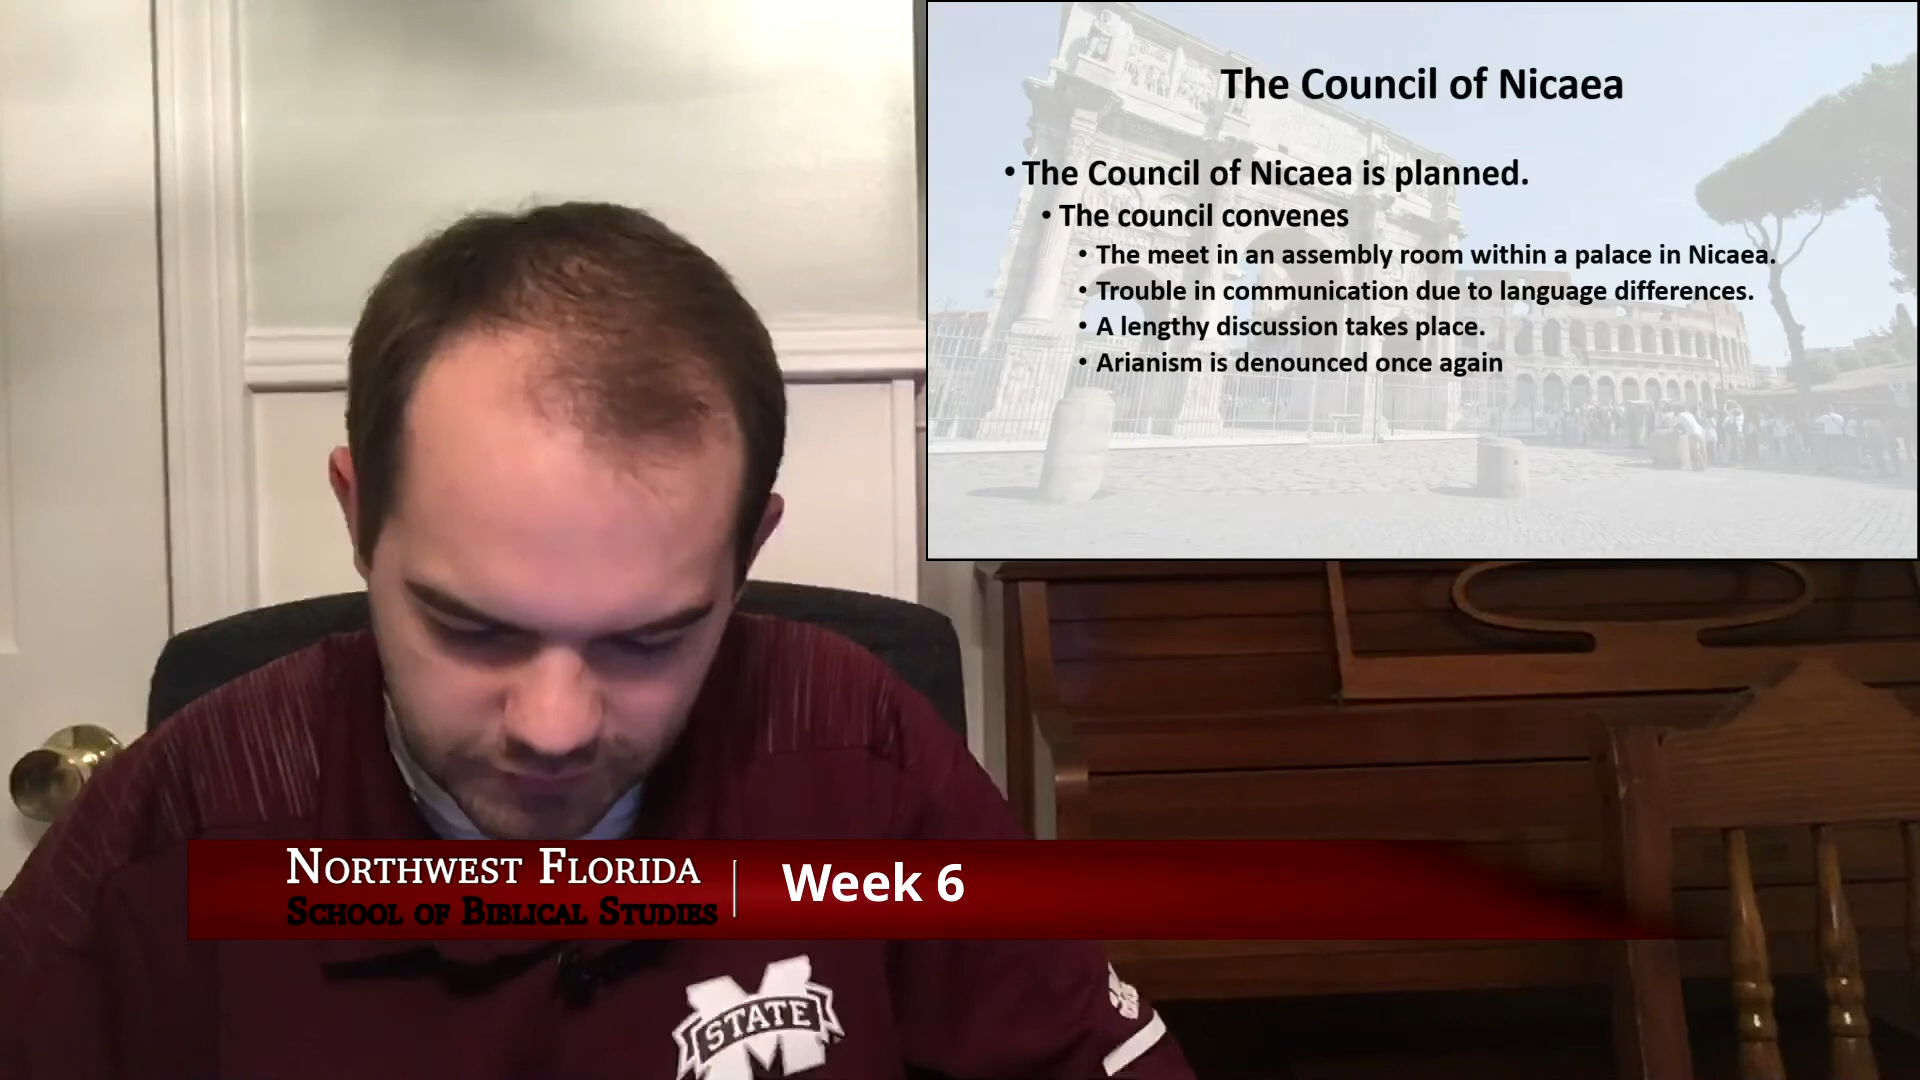 The Council of Nicaea
• The Council of Nicaea is planned.
• The council convenes
• The meet in an assembly room within a palace in Nicaea.
• Trouble in communication due to language differences.
• A lengthy discussion takes place.
• Arianism is denounced once again
Northwest Florida
School of Biblical Studies
Week 6
STATE